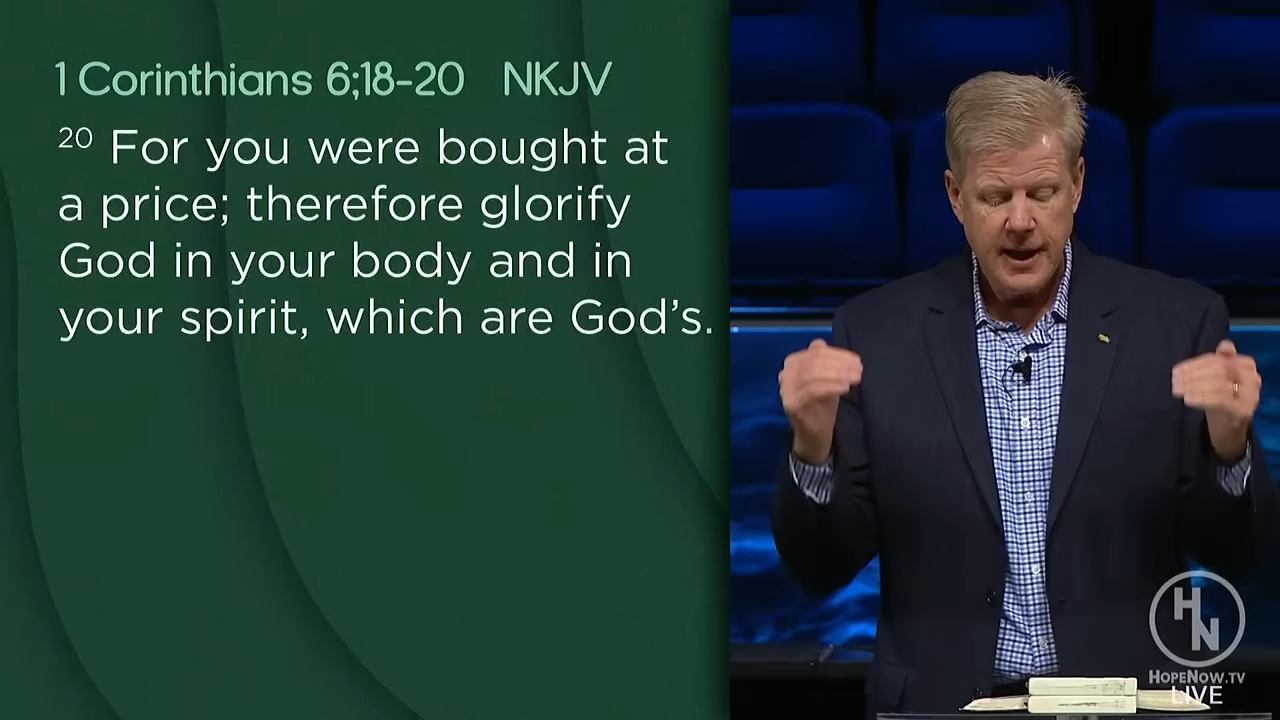 1 Corinthians 6;18-20 NKJV
20 For you were bought at
a price; therefore glorify
God in your body and in
your spirit, which are God’s.
HN
HopeNow.tv
LIVE